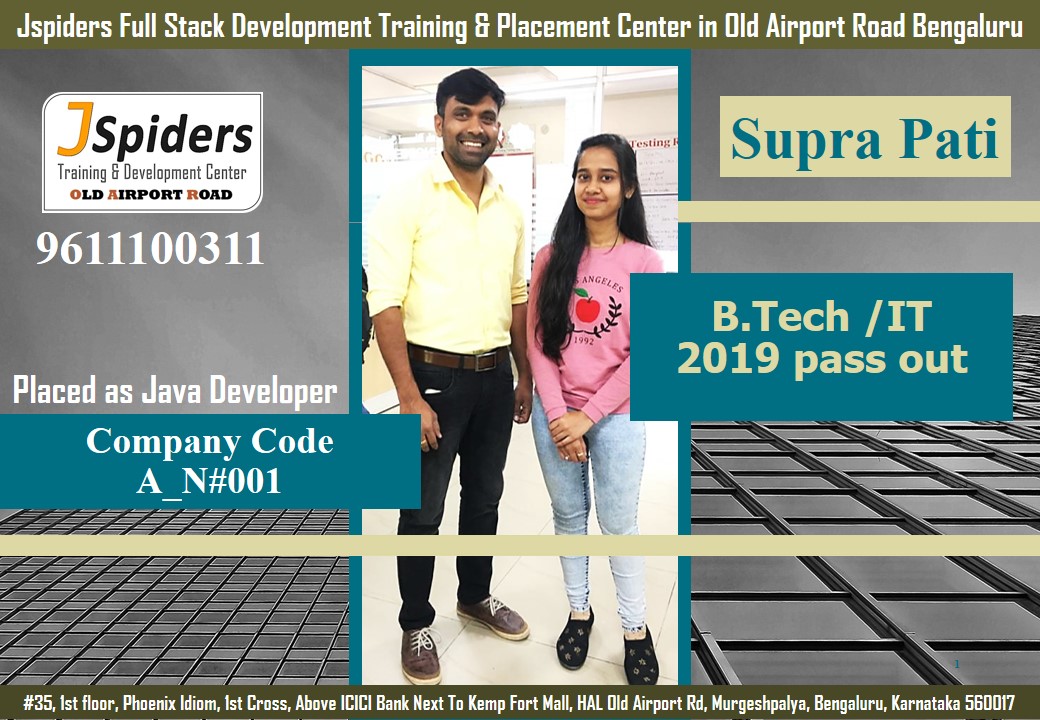 Jspiders Full Stack Development Training & Placement Center in Old Airport Road Bengaluru
JSpiders
Training & Development Center
OLD AIRPORT ROAD
9611100311
Supra Pati
Testing
ANGELES
1992
B.Tech /IT
2019 pass out
Placed as Java Developer
Company Code
A_N#001
1
#35, 1st floor, Phoenix Idiom, 1st Cross, Above ICICI Bank Next To Kemp Fort Mall, HAL Old Airport Rd, Murgeshpalya, Bengaluru, Karnataka 560017